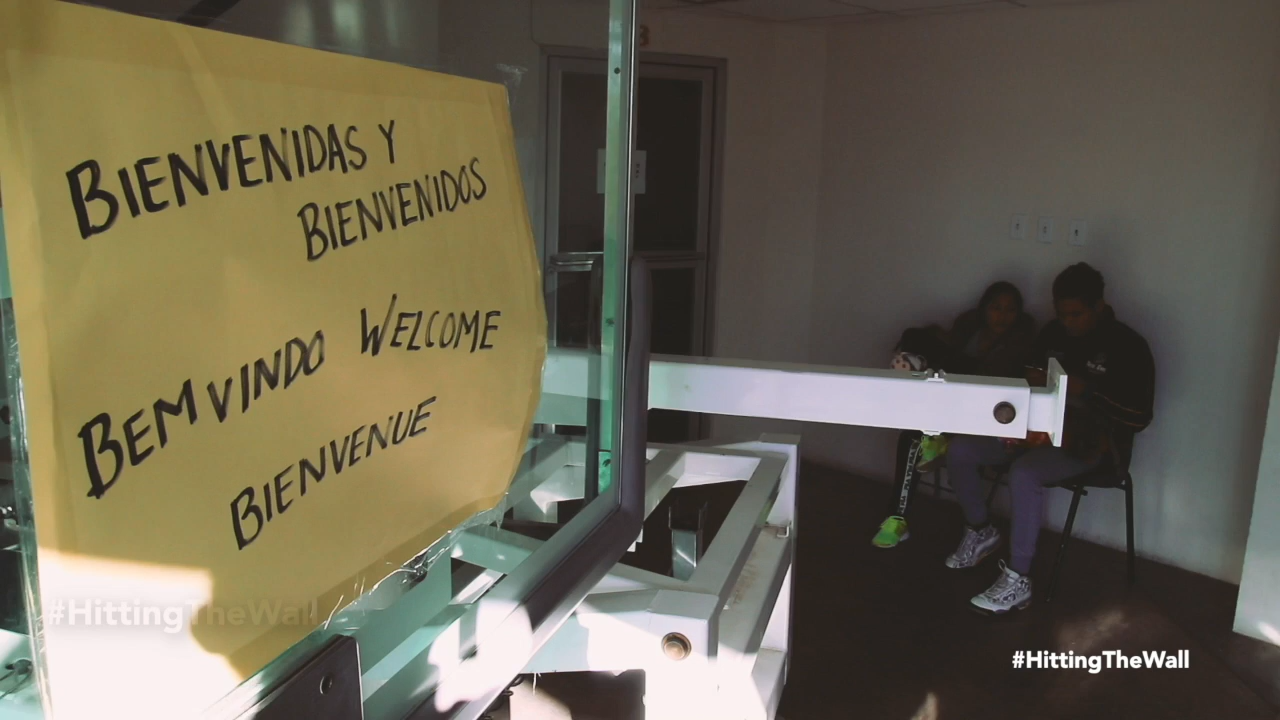 BIENVENIDAS Y
BIENVENIDOS
BEMVINDO WELCOME
BIENVENUE
#HittingTheWall
#HittingTheWall